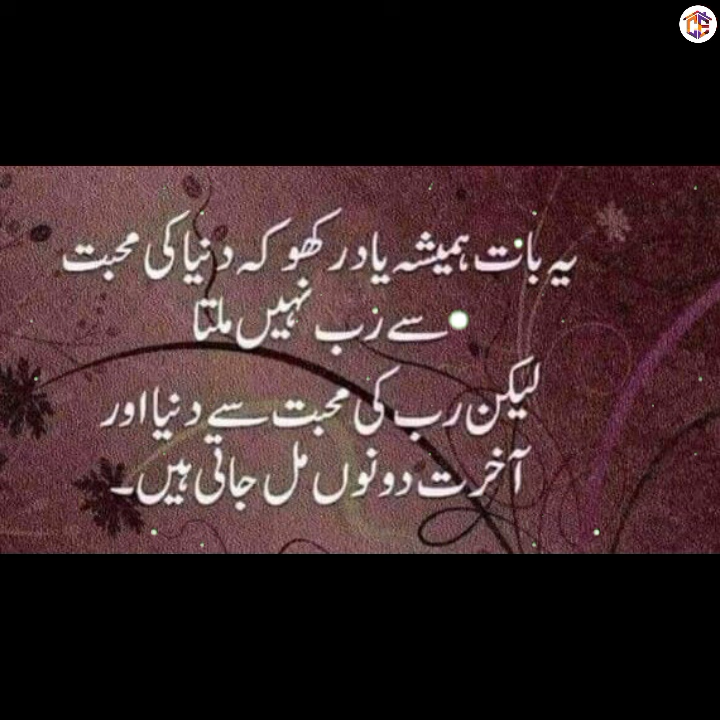 یہ بات ہمیشہ یاد رکھو کہ دنیا کی محبت
سے رب نہیں ملتا
لیکن رب کی محبت سے دنیا اور
آخرت دونوں مل جاتی ہیں۔